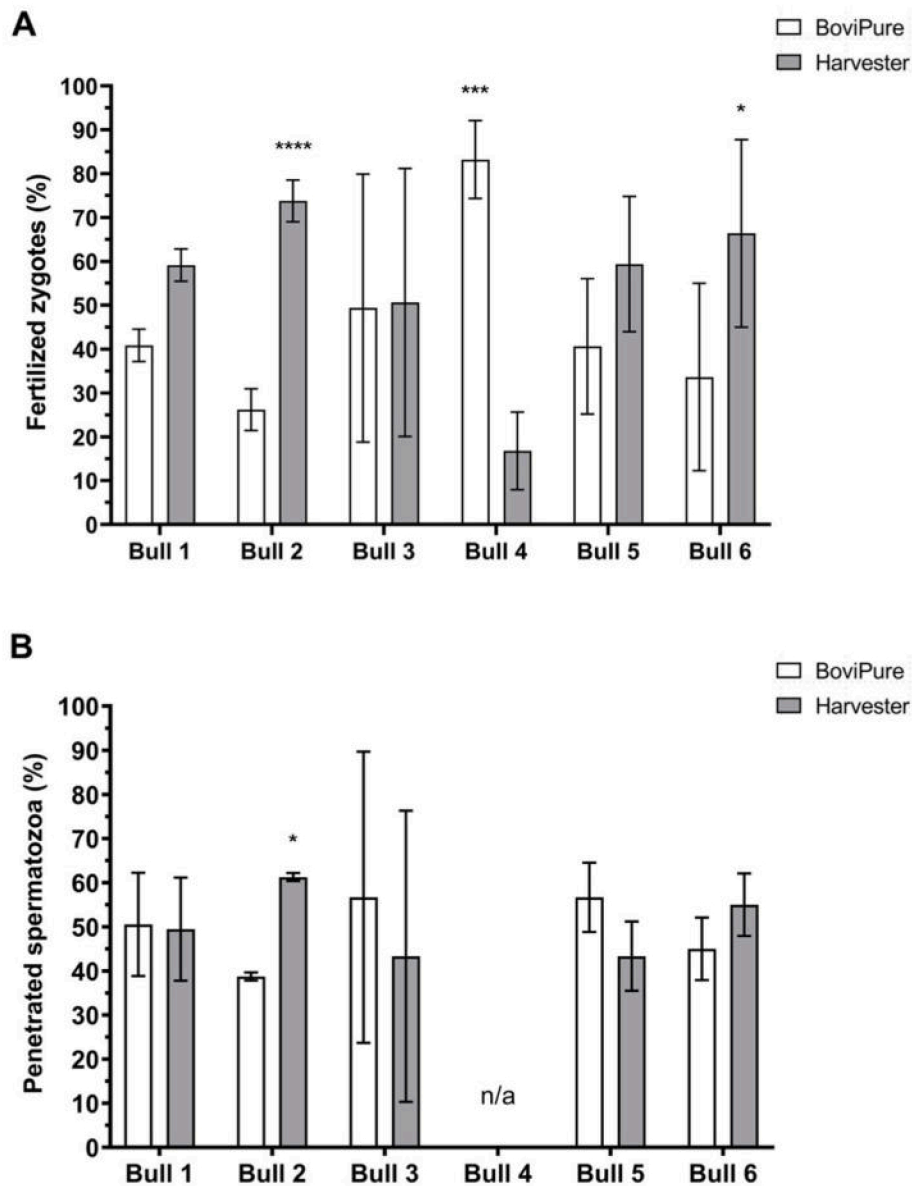 A
BoviPure
Harvester
Fertilized zygotes (%)
100
90
80
70
60
50
40
30
20
10
0
****
***
*
Bull 1 Bull 2 Bull 3 Bull 4 Bull 5 Bull 6
B
BoviPure
Harvester
Penetrated spermatozoa (%)
100
90
80
70
60
50
40
30
20
10
0
*
n/a
Bull 1 Bull 2 Bull 3 Bull 4 Bull 5 Bull 6